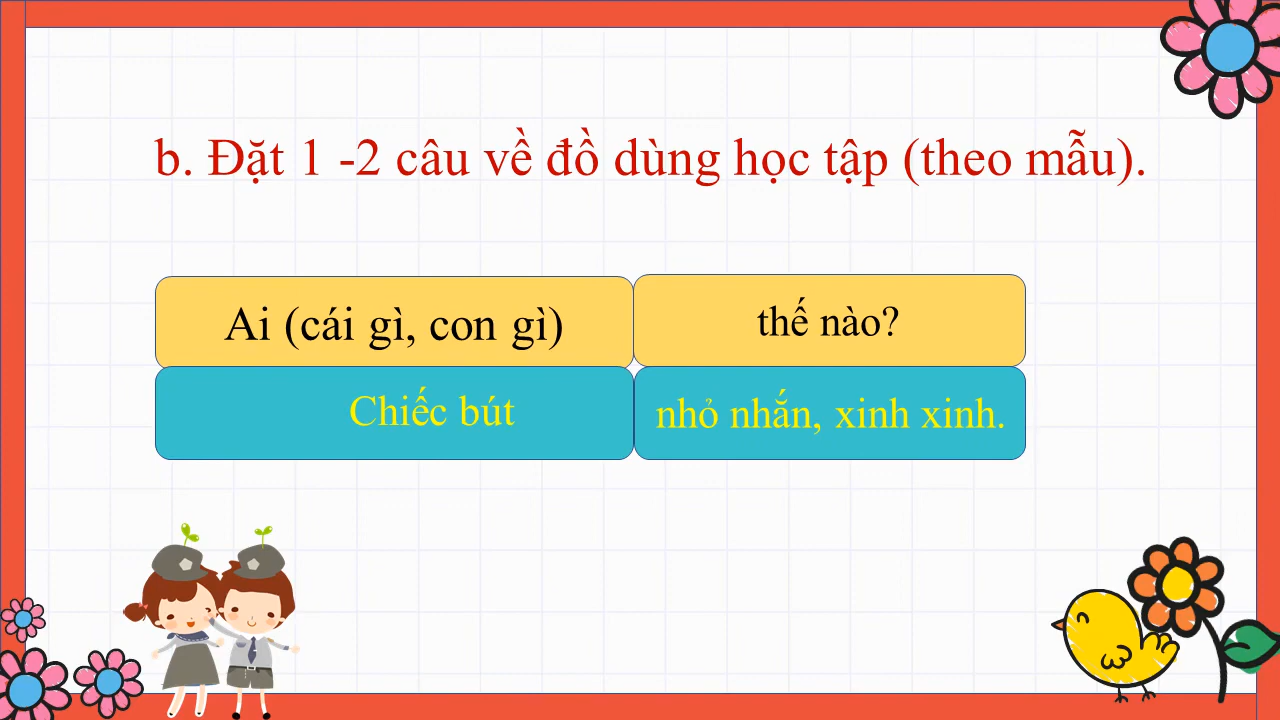 b. Đặt 1 -2 câu về đồ dùng học tập (theo mẫu).
Ai (cái gì, con gì)
thế nào?
Chiếc bút
nhỏ nhắn, xinh xinh.